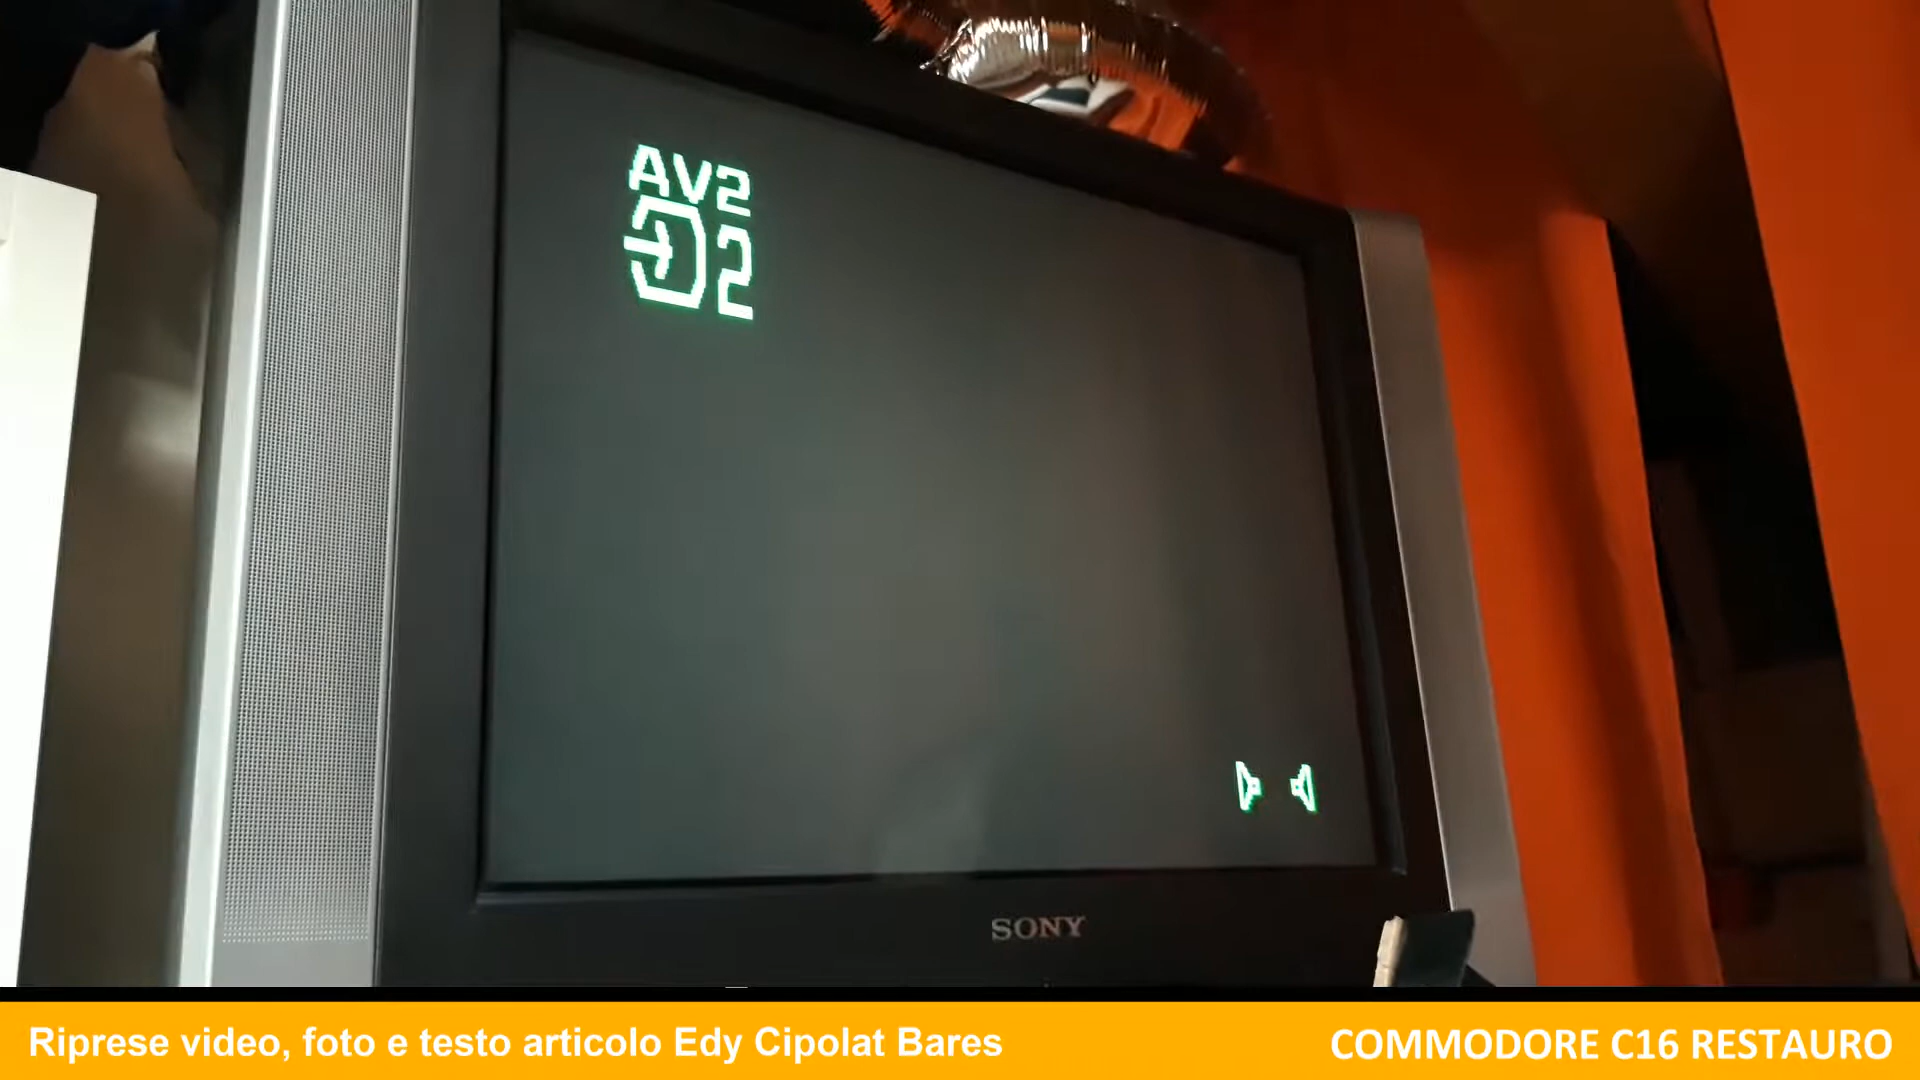 AV2
2
SONY
Riprese video, foto e testo articolo Edy Cipolat Bares
COMMODORE C16 RESTAURO